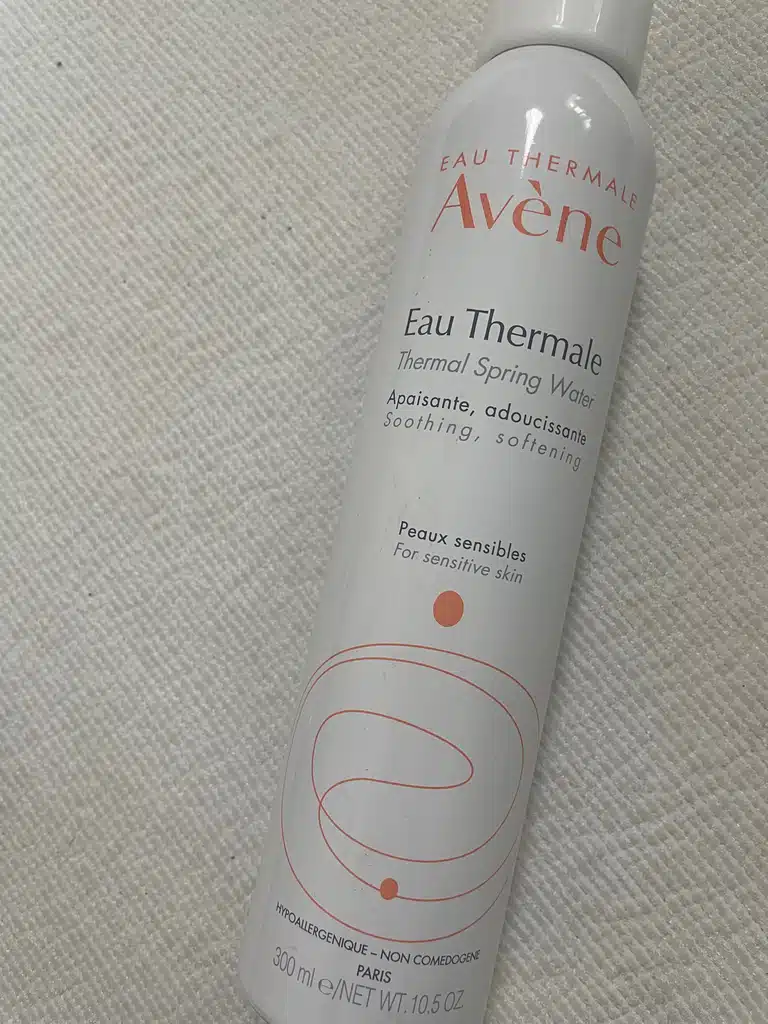 EAU THERMALE
Avène
Eau Thermale
Thermal Spring Water
Apaisante, adoucissante
Soothing, softening
Peaux sensibles
For sensitive skin
HYPOALLERGENIQUE – NON COMEDOGENE
PARIS
300 ml e/NET WT. 10.5 OZ